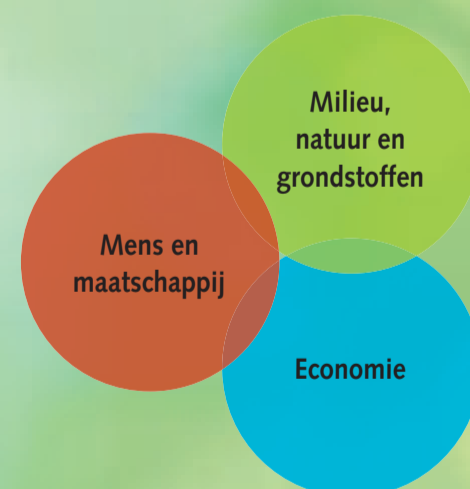 Milieu,
natuur en
grondstoffen
Mens en
maatschappij
Economie